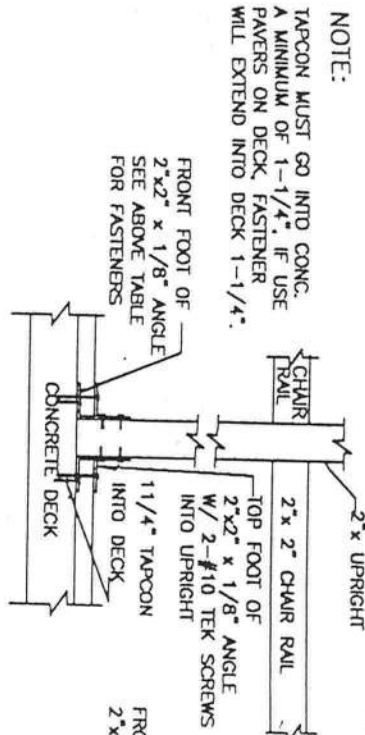 NOTE:
TAPCON MUST GO INTO CONC.
A MINIMUM OF 1-1/4". IF USE
PAVERS ON DECK, FASTENER
WILL EXTEND INTO DECK 1-1/4".
2"x UPRIGHT
CHAIR
RAIL
2"x 2" CHAIR RAIL
TOP FOOT OF
2"x2" x 1/8" ANGLE
W/ 2-#10 TEK SCREWS
INTO UPRIGHT
FRONT FOOT OF
2"x2" x 1/8" ANGLE
SEE ABOVE TABLE
FOR FASTENERS
11/4" TAPCON
INTO DECK
CONCRETE DECK
FRO
2"x